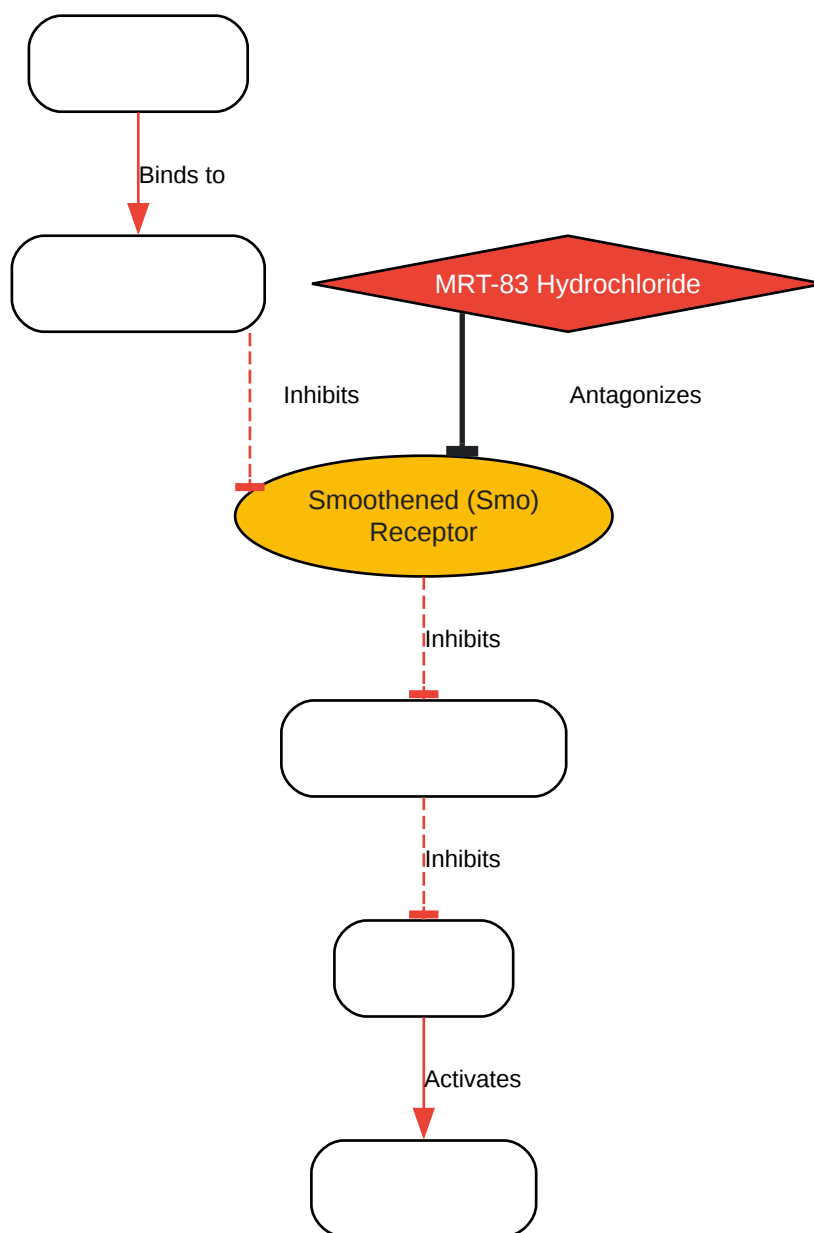 Binds to
MRT-83 Hydrochloride
Inhibits
Antagonizes
Smoothened (Smo)
Receptor
Inhibits
Inhibits
Activates